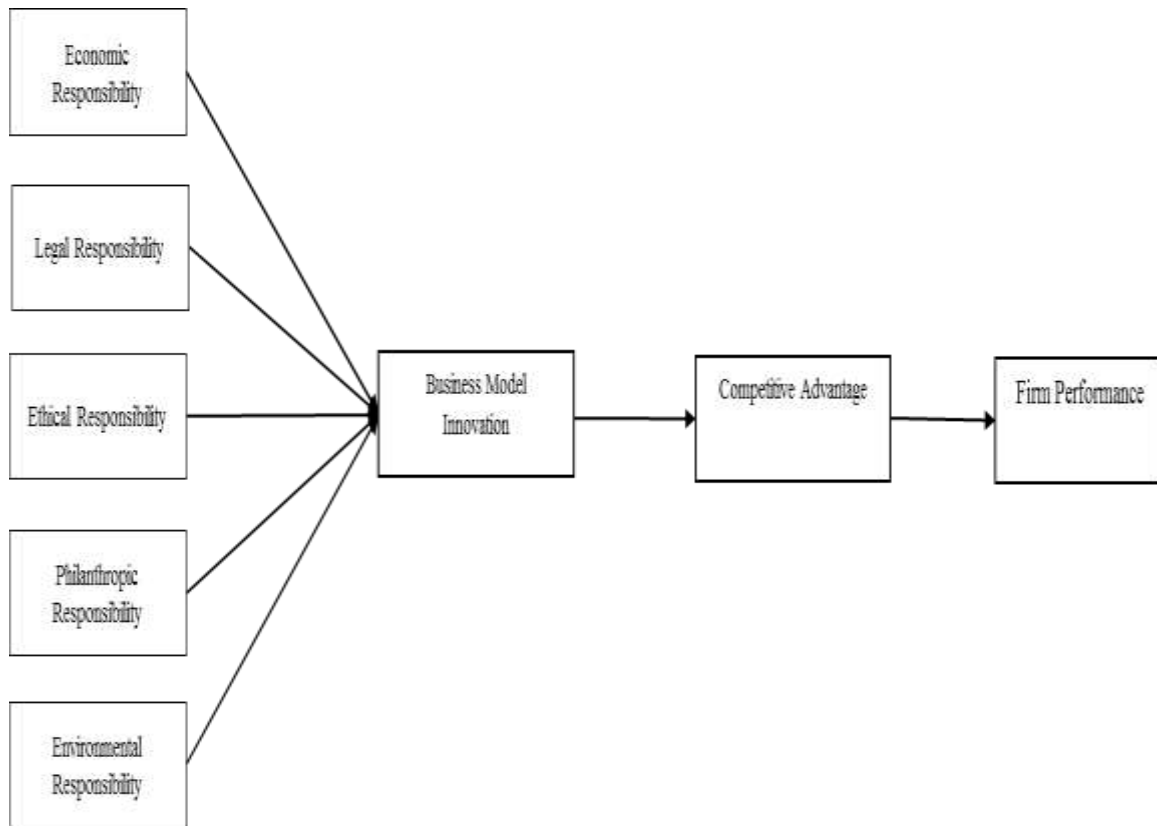 Economic
Responsibility
Legal Responsibility
Ethical Responsibility
Philanthropic
Responsibility
Environmental
Responsibility
Business Model
Innovation
Competitive Advantage
Firm Performance